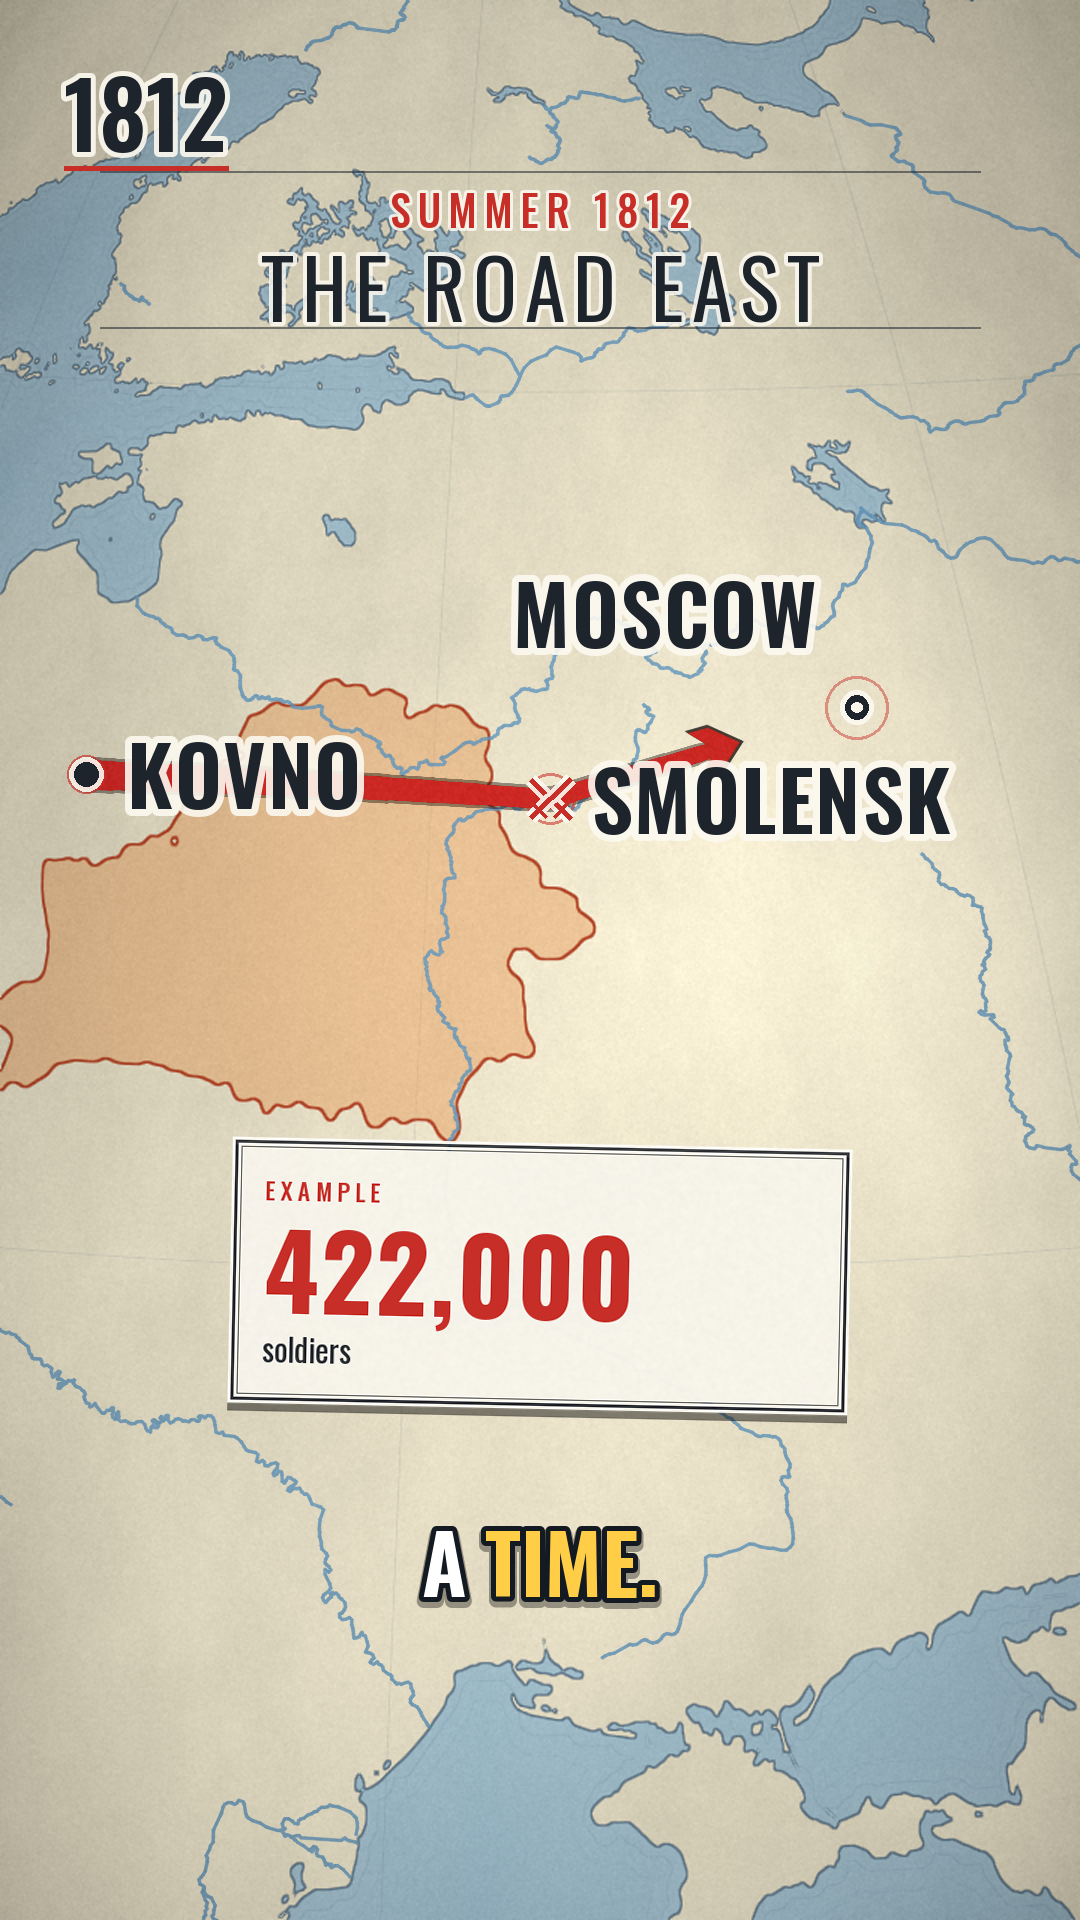 1812
SUMMER 1812
THE ROAD EAST
MOSCOW
KOVNO
SMOLENSK
EXAMPLE
422,000
soldiers
A TIME.